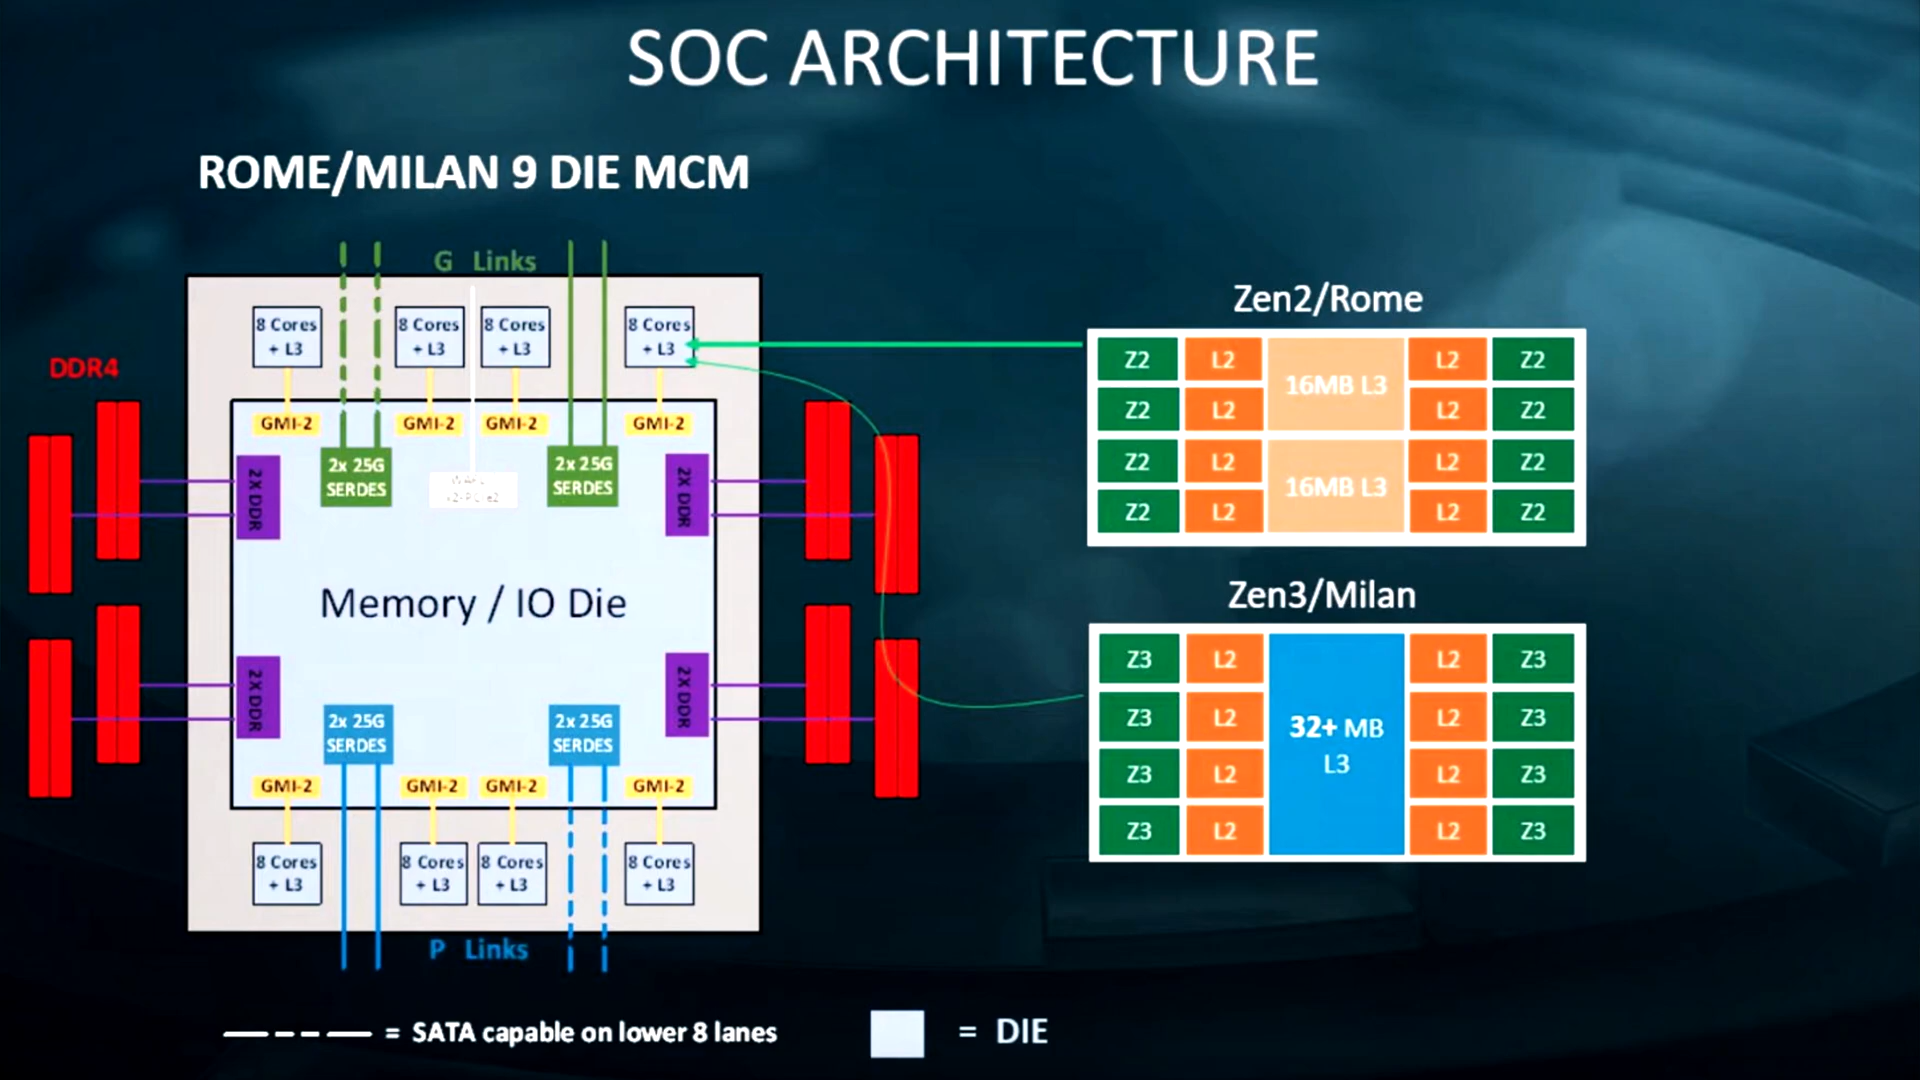 SOC ARCHITECTURE
ROME/MILAN 9 DIE MCM
G Links
8 Cores
+ L3
8 Cores
+ L3
8 Cores
+ L3
8 Cores
+ L3
DDR4
GMI-2
GMI-2
GMI-2
GMI-2
2X DDR
2x 25G
SERDES
2x 25G
SERDES
2X DDR
Memory / IO Die
2X DDR
2x 25G
SERDES
2x 25G
SERDES
2X DDR
GMI-2
GMI-2
GMI-2
GMI-2
8 Cores
+ L3
8 Cores
+ L3
8 Cores
+ L3
8 Cores
+ L3
P Links
= SATA capable on lower 8 lanes
= DIE
Zen2/Rome
Z2 L2 16MB L3 L2 Z2
Z2 L2 L2 Z2
Z2 L2 16MB L3 L2 Z2
Z2 L2 L2 Z2
Zen3/Milan
Z3 L2 L2 Z3
Z3 L2 32+ MB L2 Z3
L3
Z3 L2 L2 Z3
Z3 L2 L2 Z3